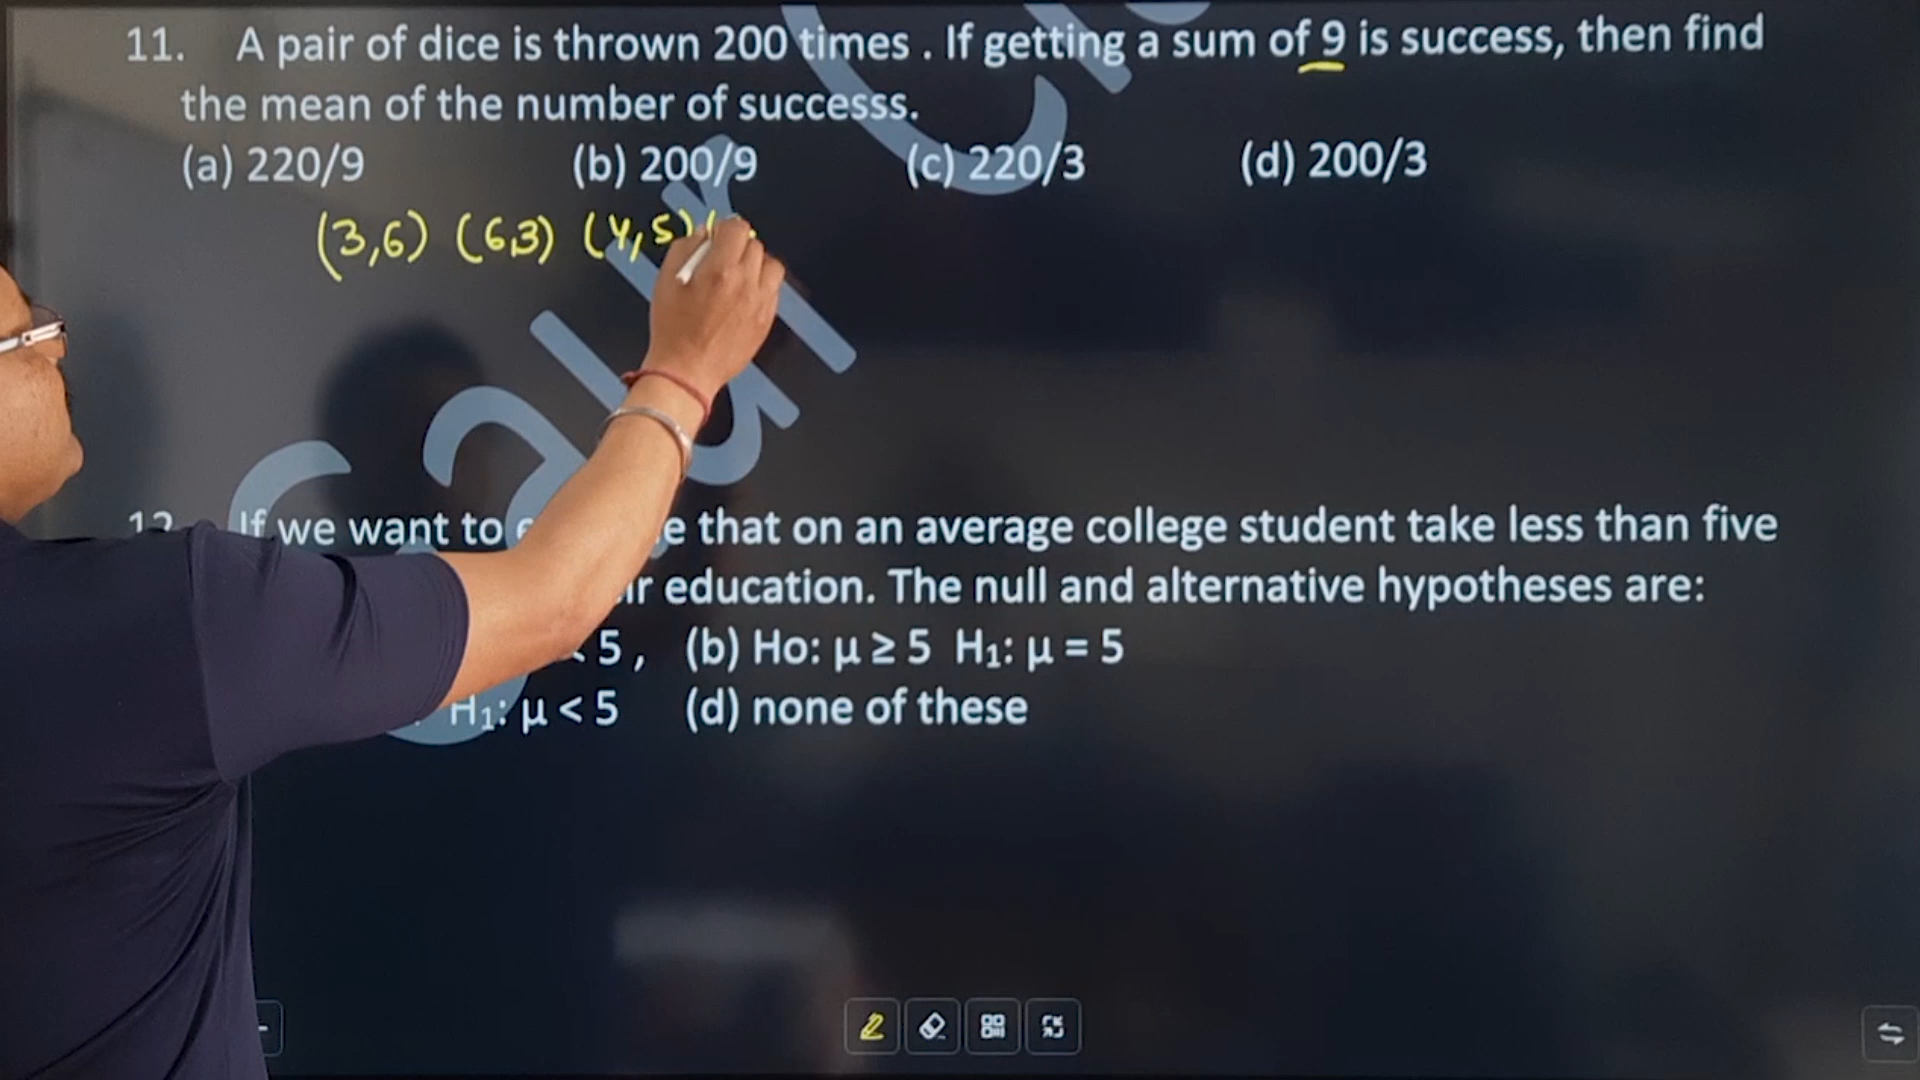 11. A pair of dice is thrown 200 times . If getting a sum of 9 is success, then find
the mean of the number of successs.
(a) 220/9 (b) 200/9 (c) 220/3 (d) 200/3
(3,6) (6,3) (4,5) (
12. If we want to that on an average college student take less than five
education. The null and alternative hypotheses are:
< 5 , (b) Ho: μ ≥ 5 H₁: μ = 5
H₁: μ < 5 (d) none of these